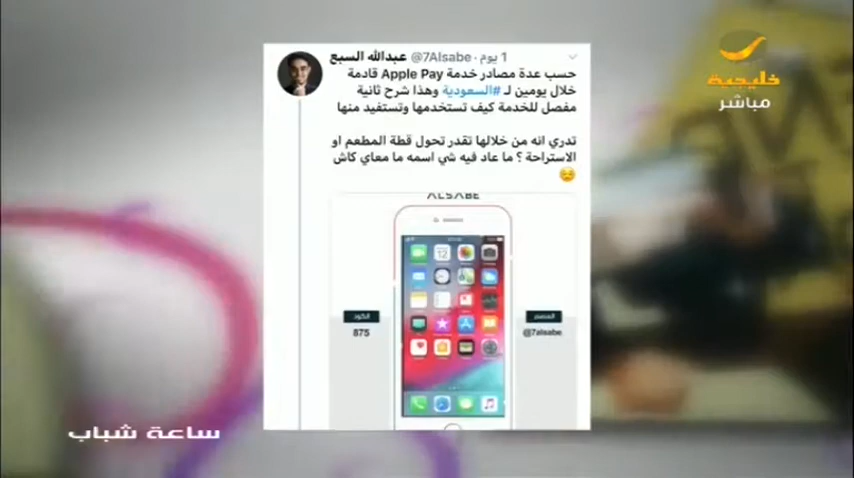 عبدالله السبع @7Alsabe · 1 يوم
حسب عدة مصادر خدمة Apple Pay قادمة
خلال يومين لـ #السعودية وهذا شرح ثانية
مفصل للخدمة كيف تستخدمها وتستفيد منها
تدري انه من خلالها تقدر تحول قطة المطعم او
الاستراحة ؟ ما عاد فيه شي اسمه ما معاي كاش
ALSABE
المصمم
@7alsabe
الكود
875
خليجية
مباشر
ساعة شباب